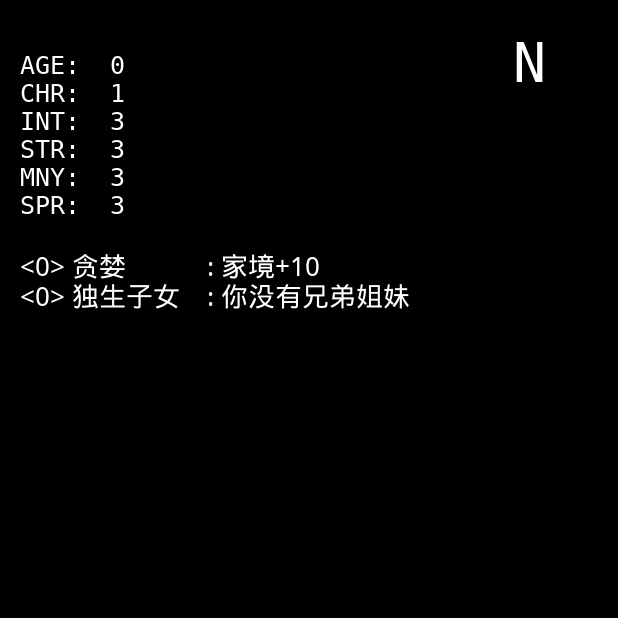 N
AGE: 0
CHR: 1
INT: 3
STR: 3
MNY: 3
SPR: 3
<0> 贪婪 : 家境+10
<0> 独生子女 : 你没有兄弟姐妹